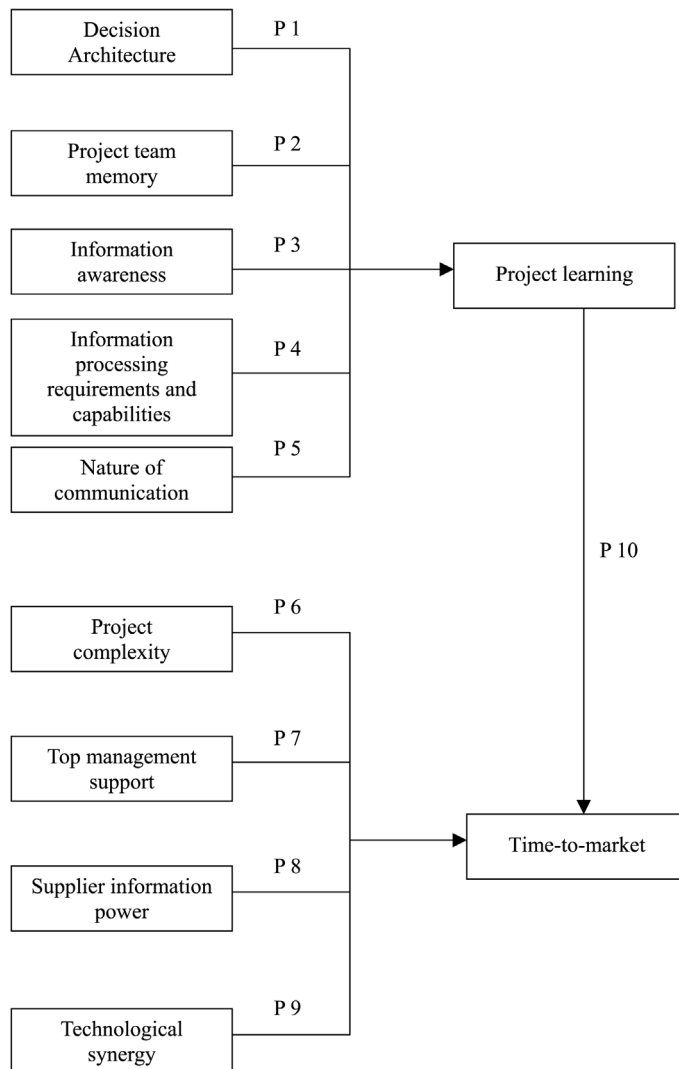 Decision
Architecture
P 1
Project team
memory
P 2
Information
awareness
P 3
Project learning
Information
processing
requirements and
capabilities
P 4
Nature of
communication
P 5
P 10
Project
complexity
P 6
Top management
support
P 7
Time-to-market
Supplier information
power
P 8
Technological
synergy
P 9